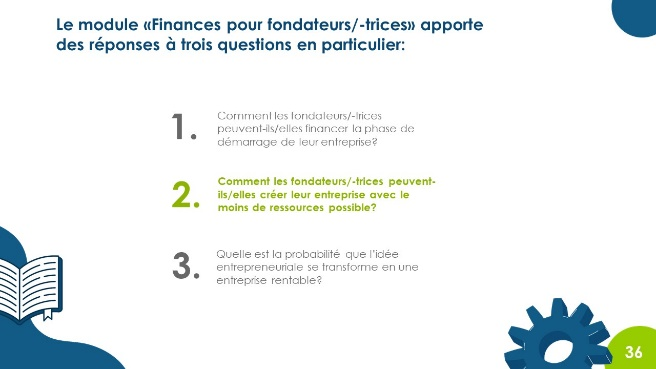 Le module «Finances pour fondateurs/-trices» apporte
des réponses à trois questions en particulier:
1.
Comment les fondateurs/-trices
peuvent-ils/elles financer la phase de
démarrage de leur entreprise?
2.
Comment les fondateurs/-trices peuvent-
ils/elles créer leur entreprise avec le
moins de ressources possible?
3.
Quelle est la probabilité que l'idée
entrepreneuriale se transforme en une
entreprise rentable?
36